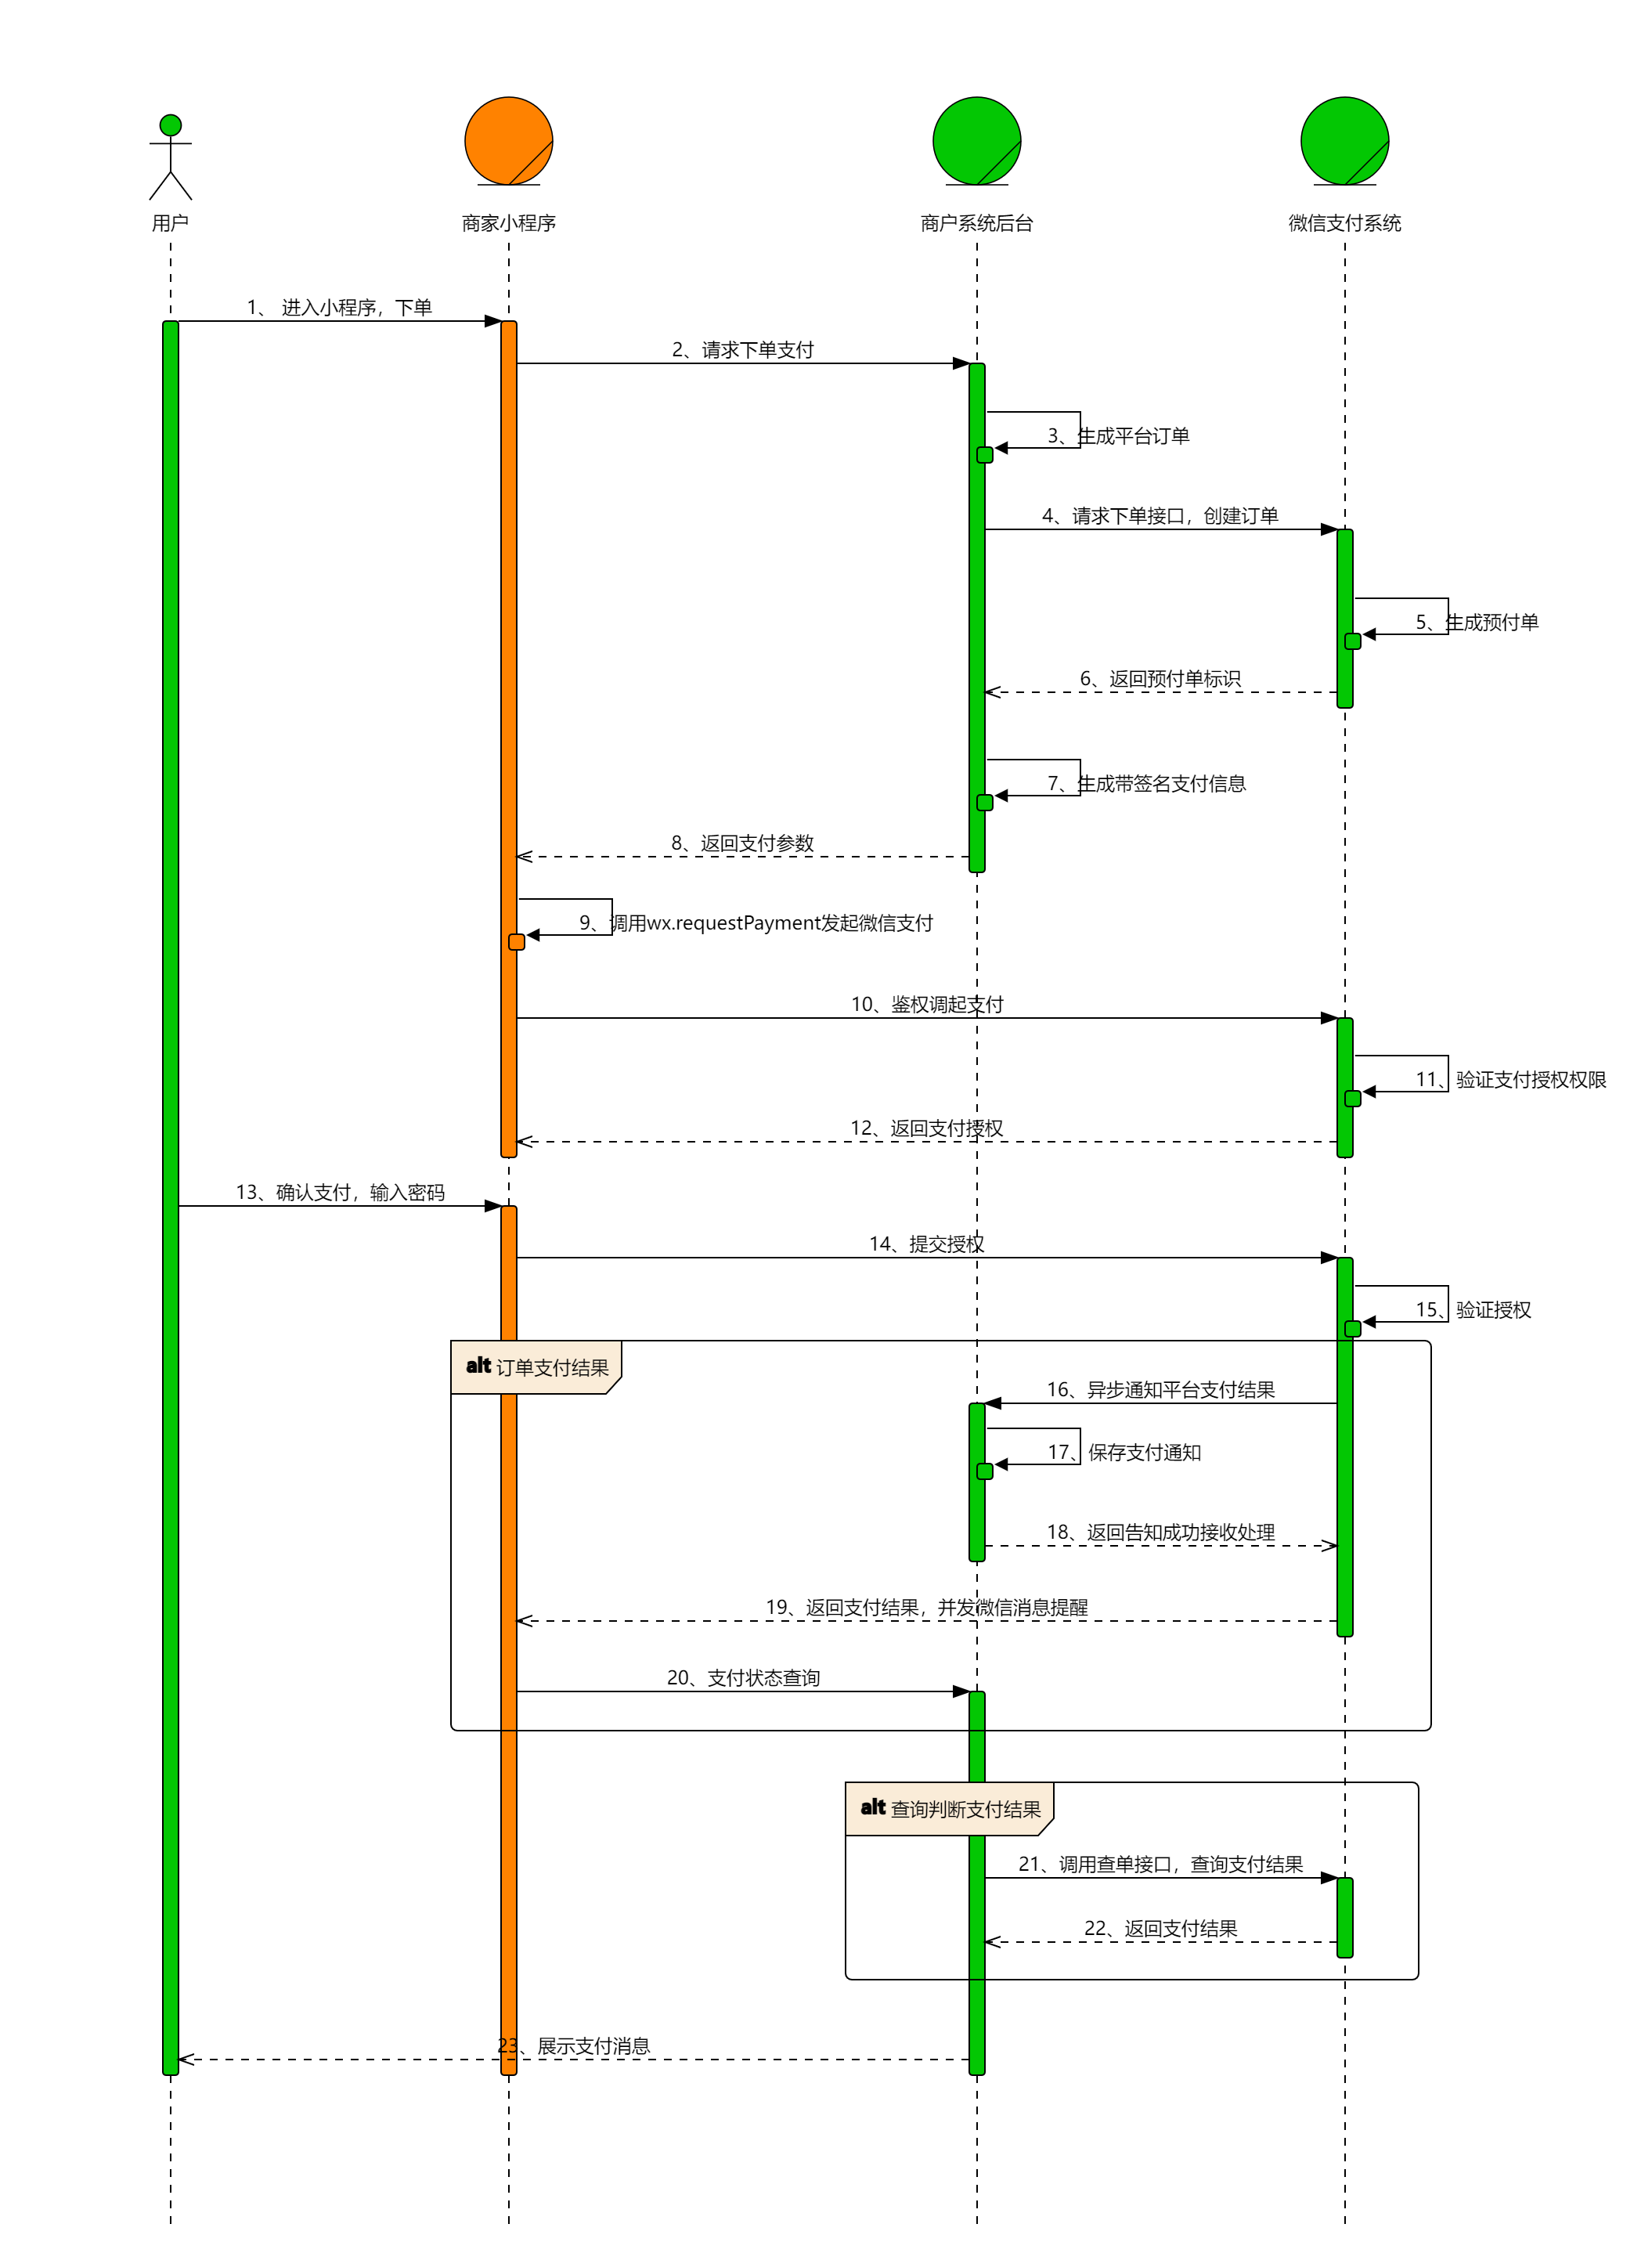 用户
商家小程序
商户系统后台
微信支付系统
1、 进入小程序，下单
2、请求下单支付
3、生成平台订单
4、请求下单接口，创建订单
5、生成预付单
6、返回预付单标识
7、生成带签名支付信息
8、返回支付参数
9、调用wx.requestPayment发起微信支付
10、鉴权调起支付
11、验证支付授权权限
12、返回支付授权
13、确认支付，输入密码
14、提交授权
15、验证授权
alt 订单支付结果
16、异步通知平台支付结果
17、保存支付通知
18、返回告知成功接收处理
19、返回支付结果，并发微信消息提醒
20、支付状态查询
alt 查询判断支付结果
21、调用查单接口，查询支付结果
22、返回支付结果
23、展示支付消息